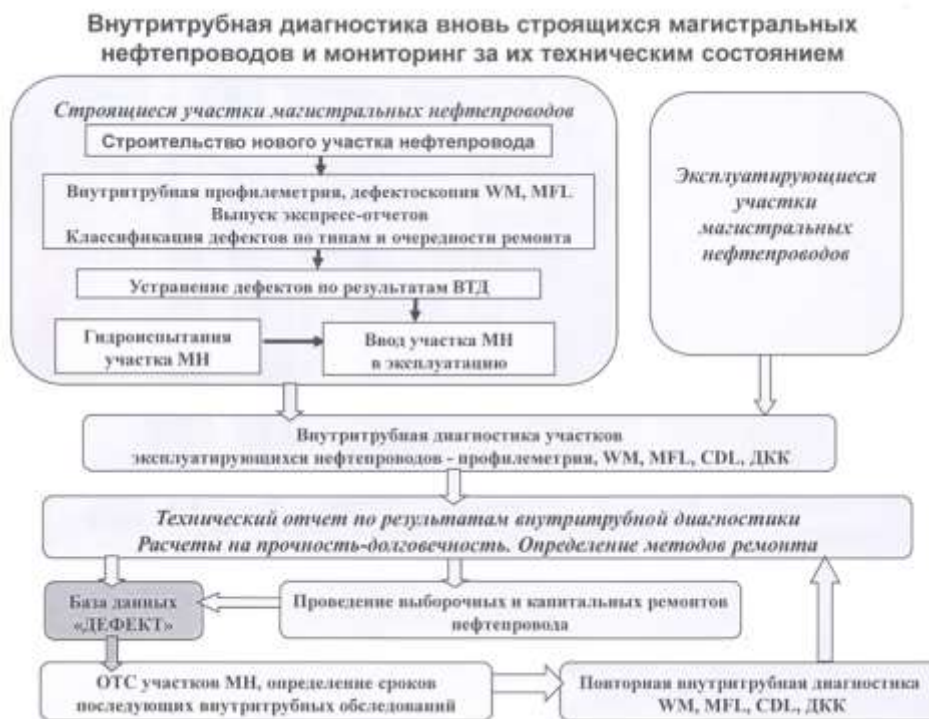 Внутритрубная диагностика вновь строящихся магистральных
нефтепроводов и мониторинг за их техническим состоянием
Строящиеся участки магистральных нефтепроводов
Строительство нового участка нефтепровода
Внутритрубная профилеметрия, дефектоскопия WM, MFL
Выпуск экспресс-отчетов
Классификация дефектов по типам и очередности ремонта
Устранение дефектов по результатам ВТД
Гидроиспытания
участка МН
Ввод участка МН
в эксплуатацию
Эксплуатирующиеся
участки
магистральных
нефтепроводов
Внутритрубная диагностика участков
эксплуатирующихся нефтепроводов - профилеметрия, WM, MFL, CDL, ДКК
Технический отчет по результатам внутритрубной диагностики
Расчеты на прочность-долговечность. Определение методов ремонта
База данных
«ДЕФЕКТ»
Проведение выборочных и капитальных ремонтов
нефтепровода
ОТС участков МН, определение сроков
последующих внутритрубных обследований
Повторная внутритрубная диагностика
WM, MFL, CDL, ДКК